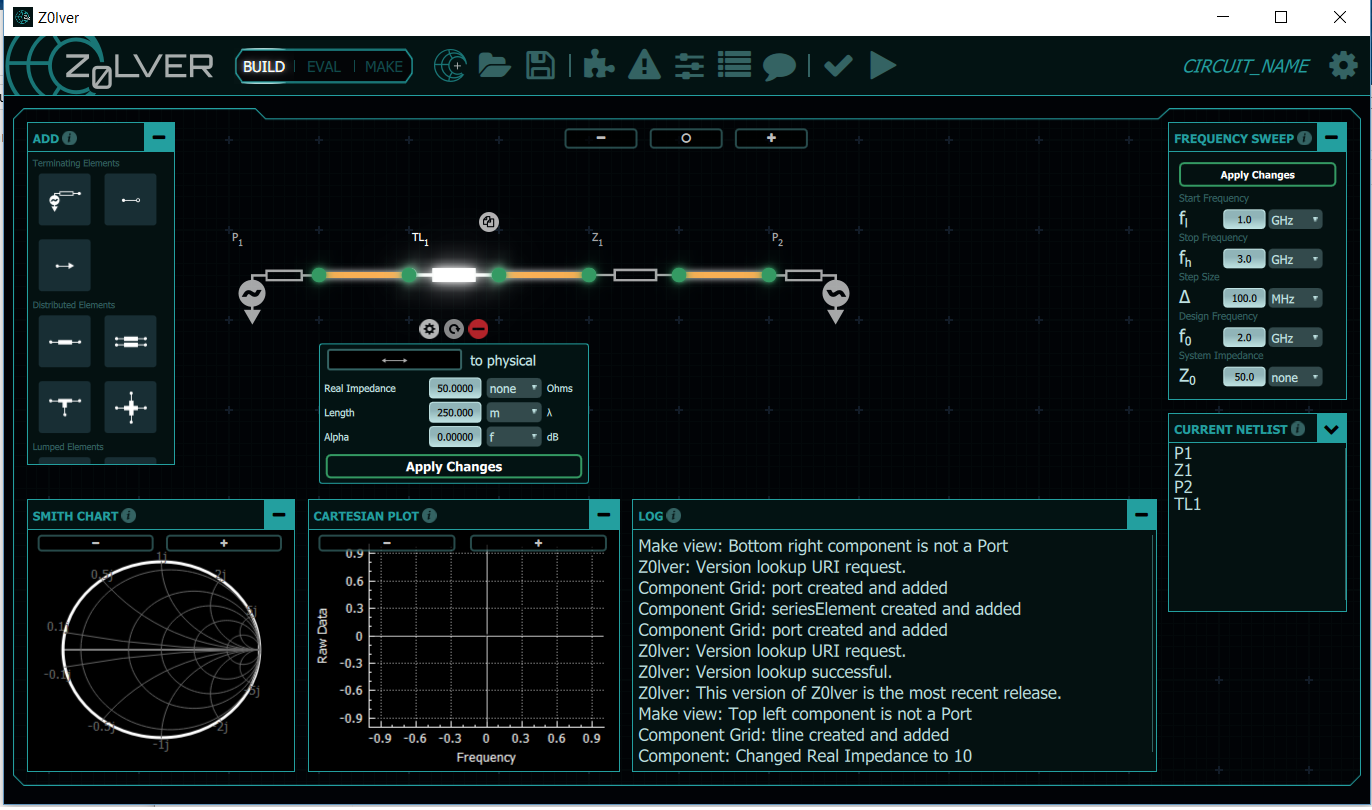 Z0lver
Z0LVER
BUILD EVAL MAKE
CIRCUIT_NAME
ADD
Terminating Elements
Distributed Elements
Lumped Elements
− ○ +
P1 TL1 Z1 P2
to physical
Real Impedance 50.0000 none Ohms
Length 250.000 m λ
Alpha 0.00000 f dB
Apply Changes
FREQUENCY SWEEP
Apply Changes
Start Frequency
fl 1.0 GHz
Stop Frequency
fh 3.0 GHz
Step Size
Δ 100.0 MHz
Design Frequency
f0 2.0 GHz
System Impedance
Z0 50.0 none
CURRENT NETLIST
P1
Z1
P2
TL1
SMITH CHART
− +
1j
0.5j 2j
0.1j 5j
-0.1j -5j
-0.5j -2j
-1j
CARTESIAN PLOT
− +
0.9
0.6
0.3
0
-0.3
-0.6
-0.9
Raw Data
-0.9 -0.6 -0.3 0 0.3 0.6 0.9
Frequency
LOG
Make view: Bottom right component is not a Port
Z0lver: Version lookup URI request.
Component Grid: port created and added
Component Grid: seriesElement created and added
Component Grid: port created and added
Z0lver: Version lookup URI request.
Z0lver: Version lookup successful.
Z0lver: This version of Z0lver is the most recent release.
Make view: Top left component is not a Port
Component Grid: tline created and added
Component: Changed Real Impedance to 10